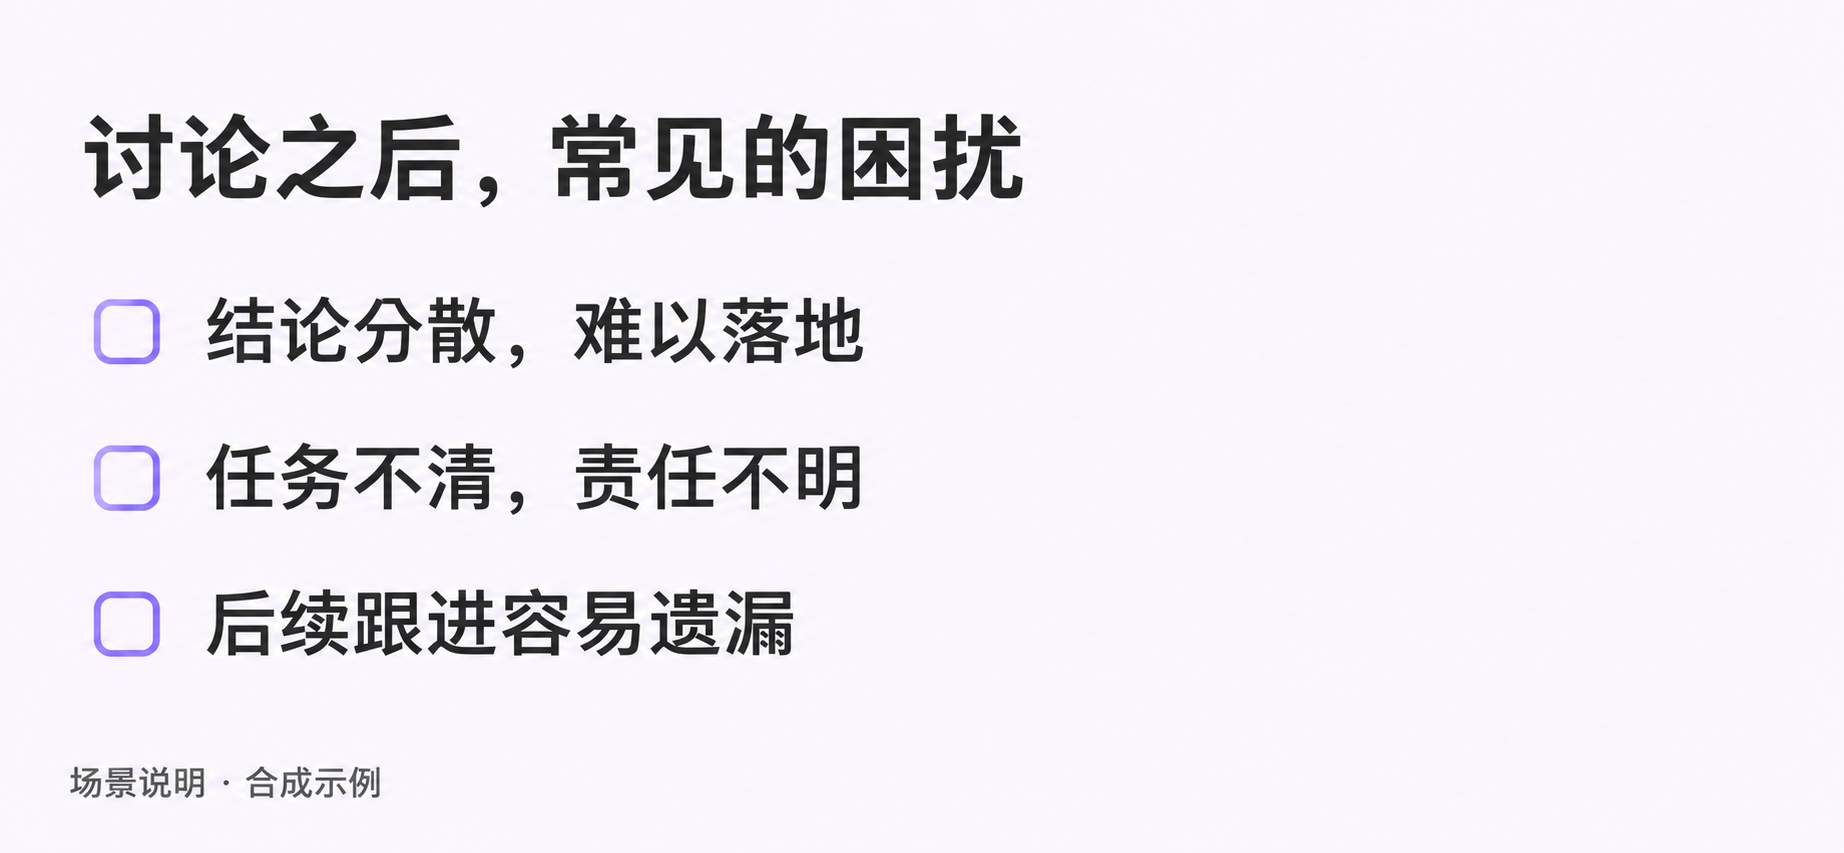 讨论之后，常见的困扰
结论分散，难以落地
任务不清，责任不明
后续跟进容易遗漏
场景说明 · 合成示例